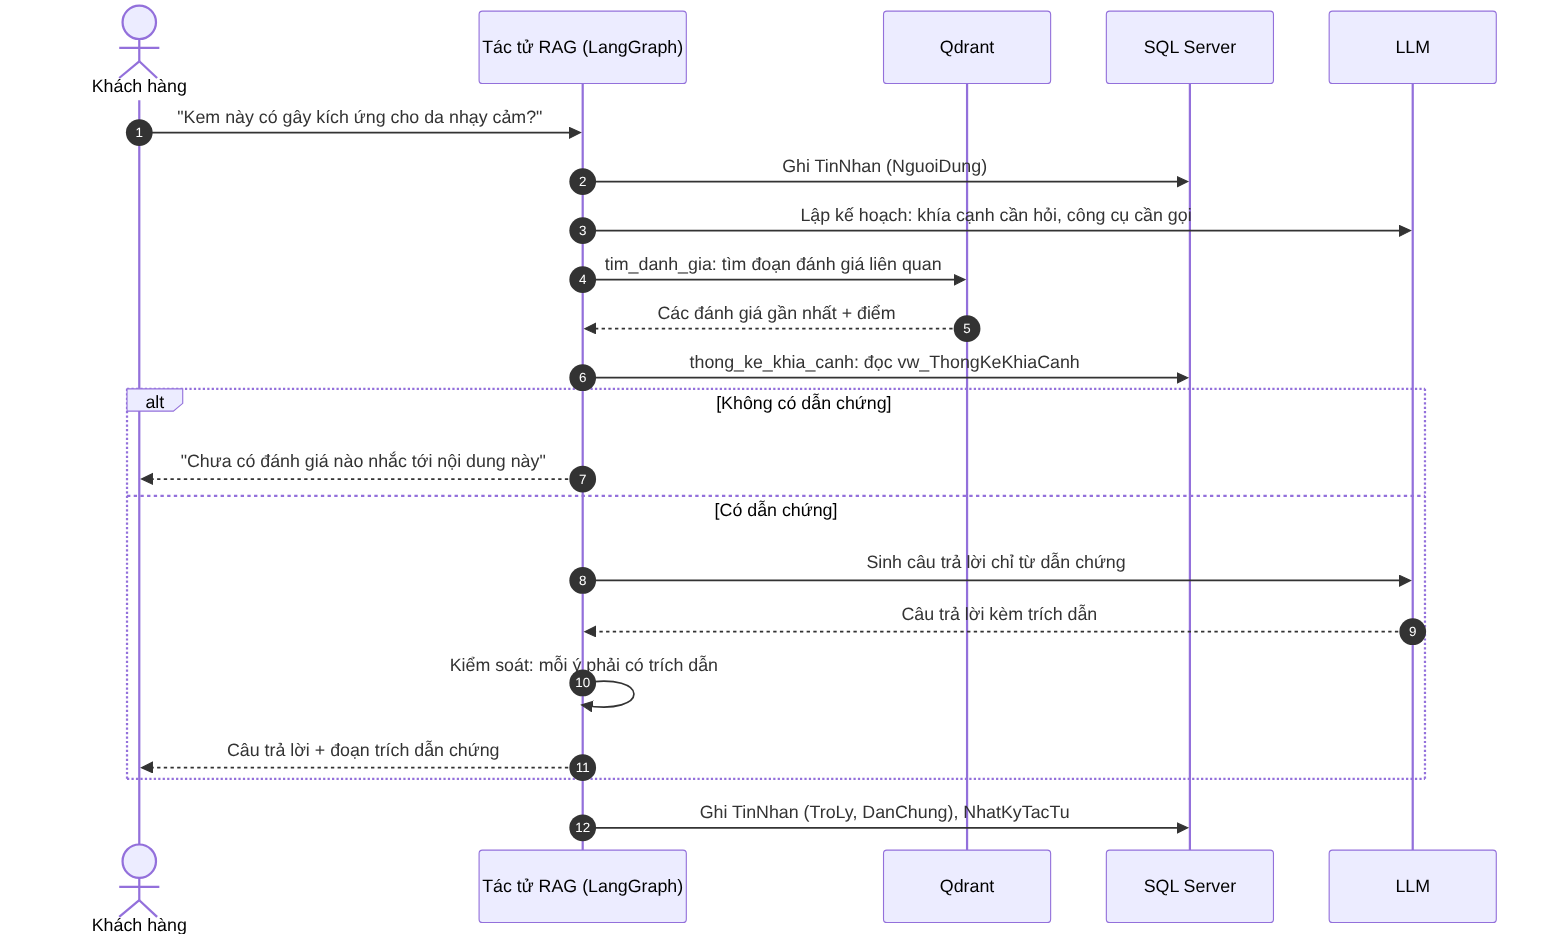 Khách hàng
Tác tử RAG (LangGraph)
Qdrant
SQL Server
LLM
1
"Kem này có gây kích ứng cho da nhạy cảm?"
2
Ghi TinNhan (NguoiDung)
3
Lập kế hoạch: khía cạnh cần hỏi, công cụ cần gọi
4
tim_danh_gia: tìm đoạn đánh giá liên quan
Các đánh giá gần nhất + điểm
5
6
thong_ke_khia_canh: đọc vw_ThongKeKhiaCanh
alt
[Không có dẫn chứng]
"Chưa có đánh giá nào nhắc tới nội dung này"
7
[Có dẫn chứng]
8
Sinh câu trả lời chỉ từ dẫn chứng
Câu trả lời kèm trích dẫn
9
Kiểm soát: mỗi ý phải có trích dẫn
10
Câu trả lời + đoạn trích dẫn chứng
11
12
Ghi TinNhan (TroLy, DanChung), NhatKyTacTu
Khách hàng
Tác tử RAG (LangGraph)
Qdrant
SQL Server
LLM